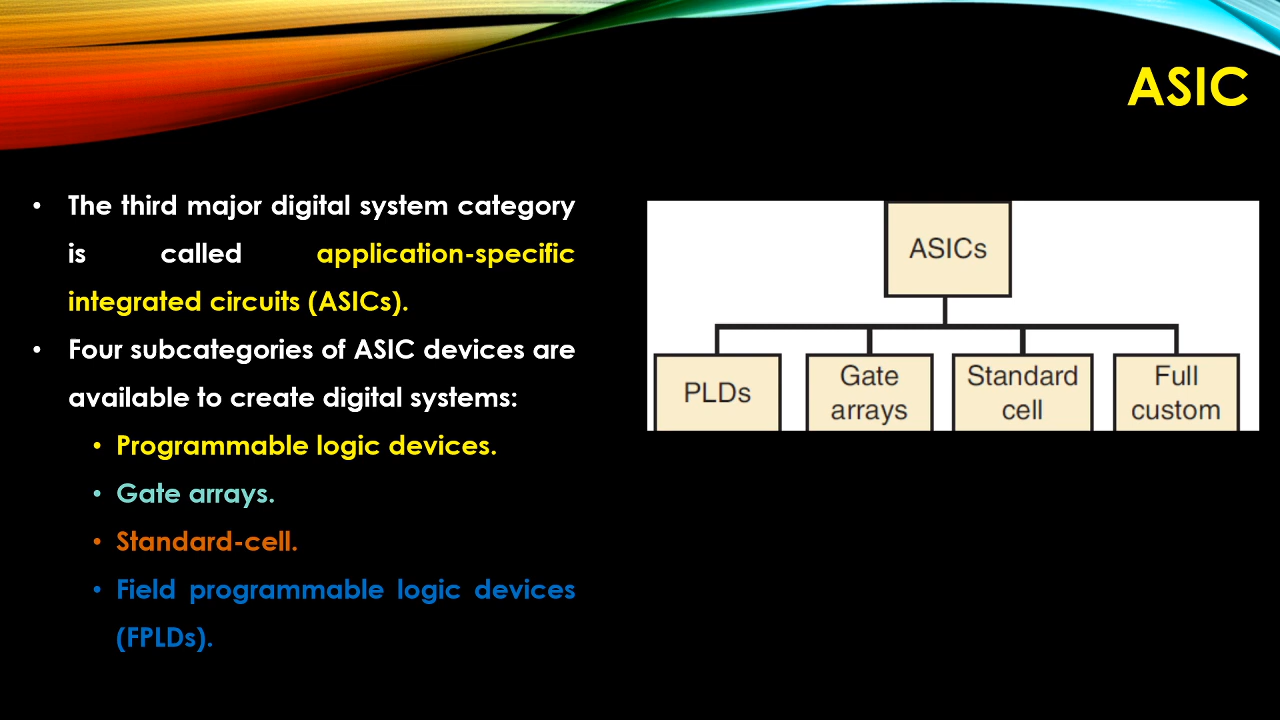 ASIC
• The third major digital system category
is called application-specific
integrated circuits (ASICs).
• Four subcategories of ASIC devices are
available to create digital systems:
• Programmable logic devices.
• Gate arrays.
• Standard-cell.
• Field programmable logic devices
(FPLDs).
ASICs
PLDs
Gate
arrays
Standard
cell
Full
custom